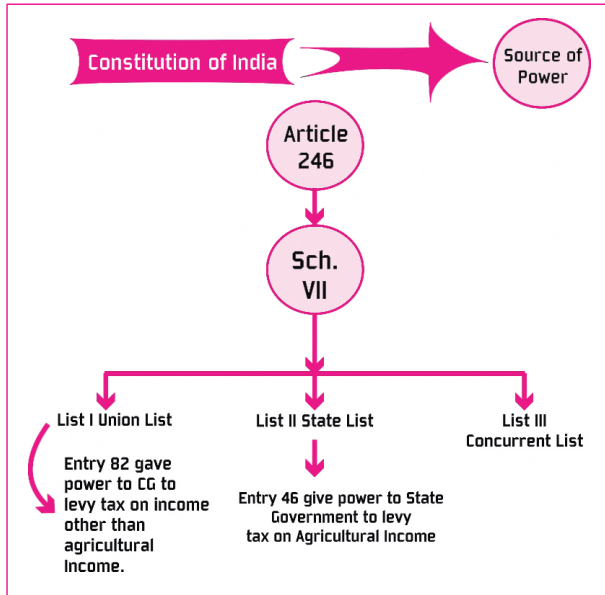 Constitution of India
Source of
Power
Article
246
Sch.
VII
List I Union List
List II State List
List III
Concurrent List
Entry 82 gave
power to CG to
levy tax on income
other than
agricultural
Income.
Entry 46 give power to State
Government to levy
tax on Agricultural Income